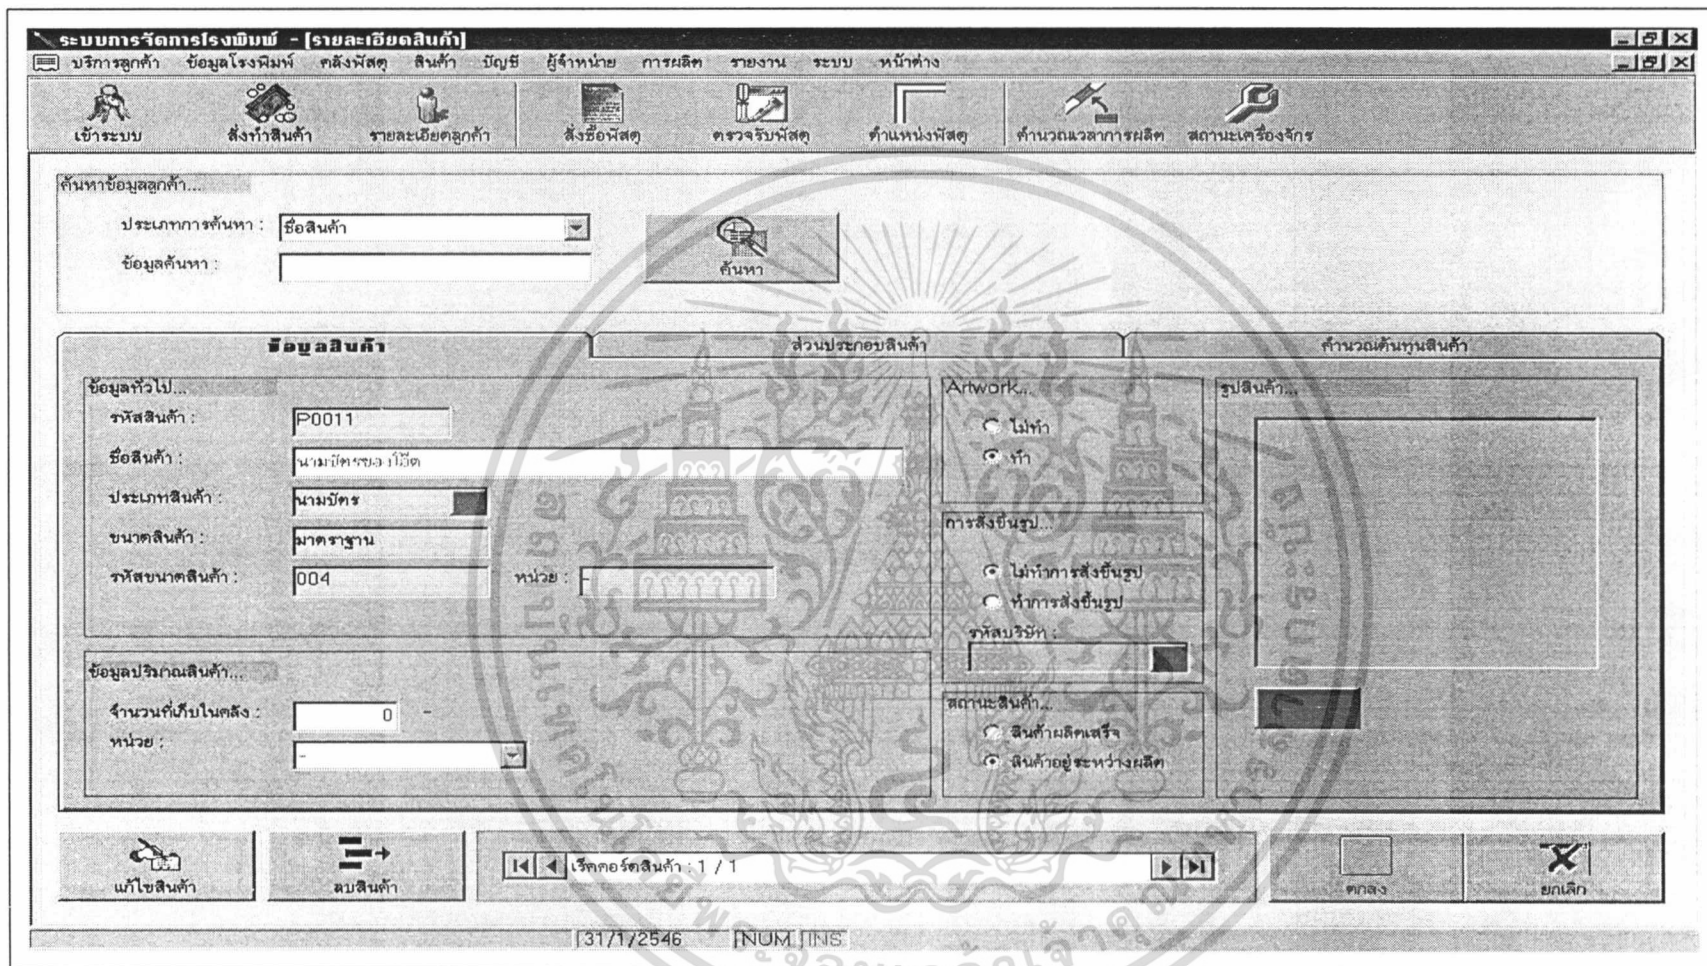 ระบบการจัดการโรงพิมพ์ - [รายละเอียดสินค้า]
บริการลูกค้า ข้อมูลโรงพิมพ์ คลังพัสดุ สินค้า บัญชี ผู้จำหน่าย การผลิต รายงาน ระบบ หน้าต่าง
เข้าระบบ สั่งทำสินค้า รายละเอียดลูกค้า สั่งซื้อพัสดุ ตรวจรับพัสดุ ตำแหน่งพัสดุ คำนวณเวลาการผลิต สถานะเครื่องจักร
ค้นหาข้อมูลลูกค้า...
ประเภทการค้นหา : ชื่อสินค้า
ข้อมูลค้นหา :
ค้นหา
ข้อมูลสินค้า ส่วนประกอบสินค้า คำนวณต้นทุนสินค้า
ข้อมูลทั่วไป...
รหัสสินค้า : P0011
ชื่อสินค้า : นามบัตรของโอ๊ต
ประเภทสินค้า : นามบัตร
ขนาดสินค้า : มาตราฐาน
รหัสขนาดสินค้า : 004 หน่วย : -
ข้อมูลปริมาณสินค้า...
จำนวนที่เก็บในคลัง : 0 -
หน่วย : -
Artwork...
ไม่ทำ
ทำ
การสั่งขึ้นรูป...
ไม่ทำการสั่งขึ้นรูป
ทำการสั่งขึ้นรูป
รหัสบริษัท :
สถานะสินค้า...
สินค้าผลิตเสร็จ
สินค้าอยู่ระหว่างผลิต
รูปสินค้า...
แก้ไขสินค้า ลบสินค้า เร็คคอร์ดสินค้า : 1 / 1 ตกลง ยกเลิก
31/1/2546 NUM INS